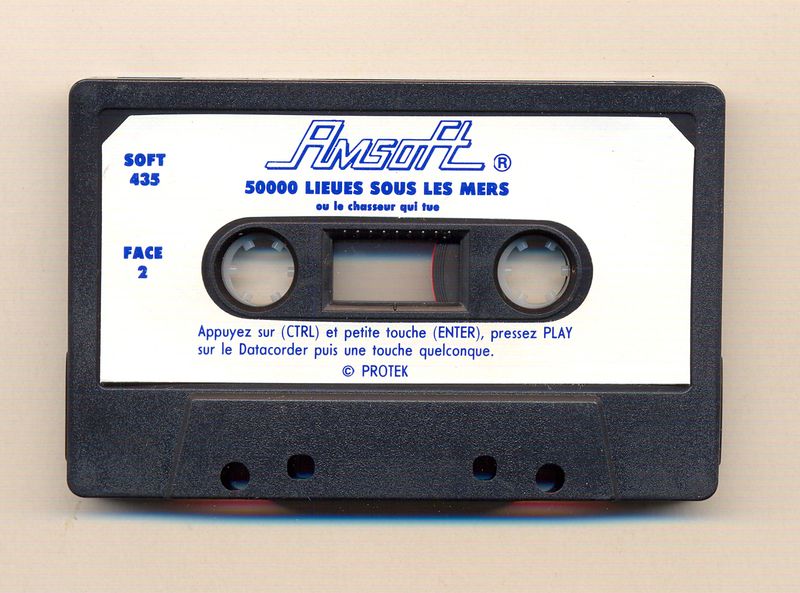 Amsoft ®
SOFT
435
50000 LIEUES SOUS LES MERS
ou le chasseur qui tue
FACE
2
Appuyez sur (CTRL) et petite touche (ENTER), pressez PLAY
sur le Datacorder puis une touche quelconque.
© PROTEK